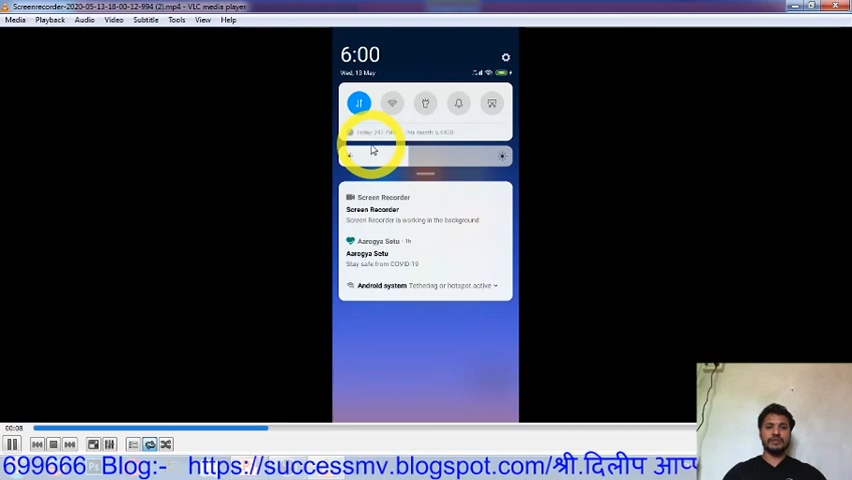 Screenrecorder-2020-05-13-18-00-12-994 (2).mp4 - VLC media player
Media Playback Audio Video Subtitle Tools View Help
6:00
Wed, 13 May
Screen Recorder
Screen Recorder
Screen Recorder is working in the background
Aarogya Setu · 1h
Aarogya Setu
Stay safe from COVID-19
Android system Tethering or hotspot active
00:08
699666 Blog:- https://successmv.blogspot.com/श्री.दिलीप आप्प